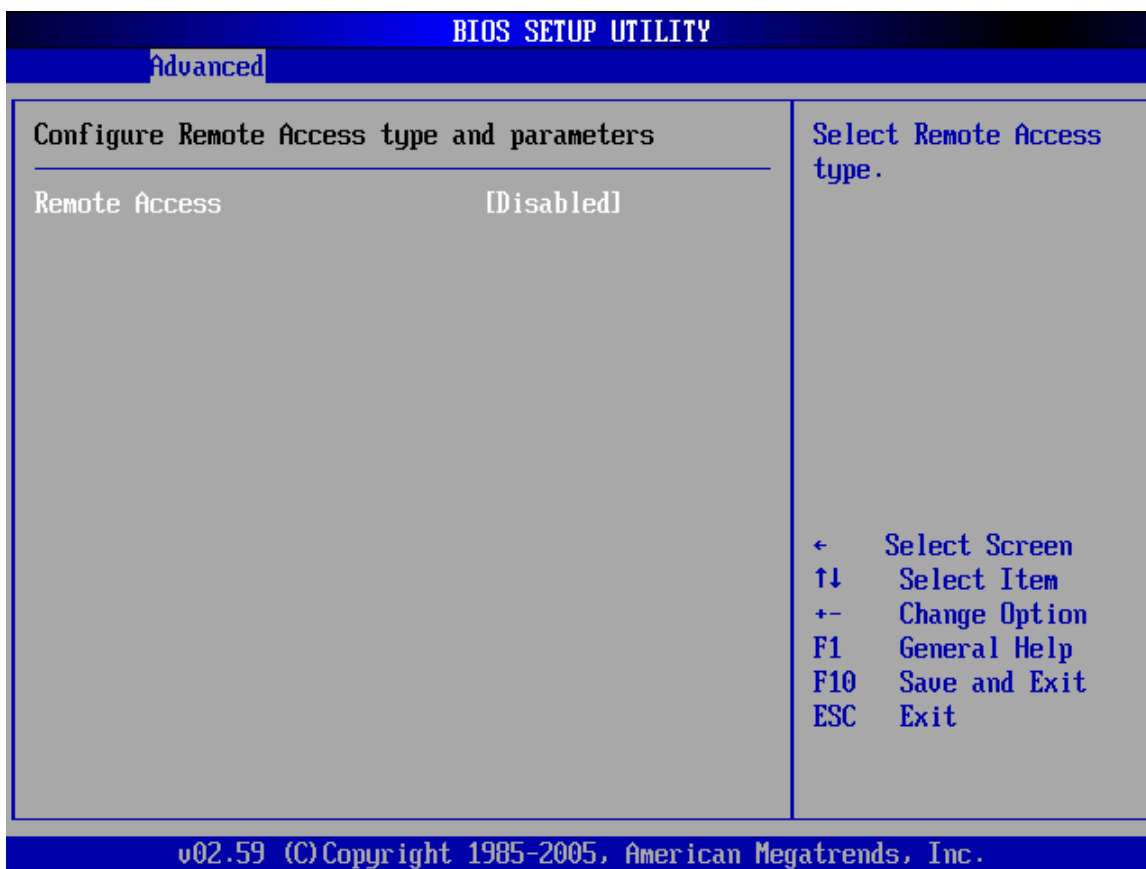 BIOS SETUP UTILITY
Advanced
Configure Remote Access type and parameters
Remote Access [Disabled]
Select Remote Access
type.
← Select Screen
↑↓ Select Item
+- Change Option
F1 General Help
F10 Save and Exit
ESC Exit
v02.59 (C)Copyright 1985-2005, American Megatrends, Inc.